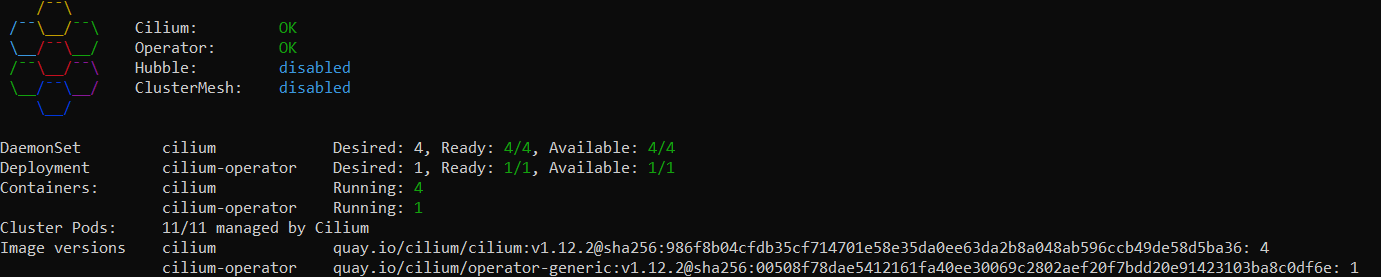 Cilium: OK
Operator: OK
Hubble: disabled
ClusterMesh: disabled
DaemonSet cilium Desired: 4, Ready: 4/4, Available: 4/4
Deployment cilium-operator Desired: 1, Ready: 1/1, Available: 1/1
Containers: cilium Running: 4
cilium-operator Running: 1
Cluster Pods: 11/11 managed by Cilium
Image versions cilium quay.io/cilium/cilium:v1.12.2@sha256:986f8b04cfdb35cf714701e58e35da0ee63da2b8a048ab596ccb49de58d5ba36: 4
cilium-operator quay.io/cilium/operator-generic:v1.12.2@sha256:00508f78dae5412161fa40ee30069c2802aef20f7bdd20e91423103ba8c0df6e: 1